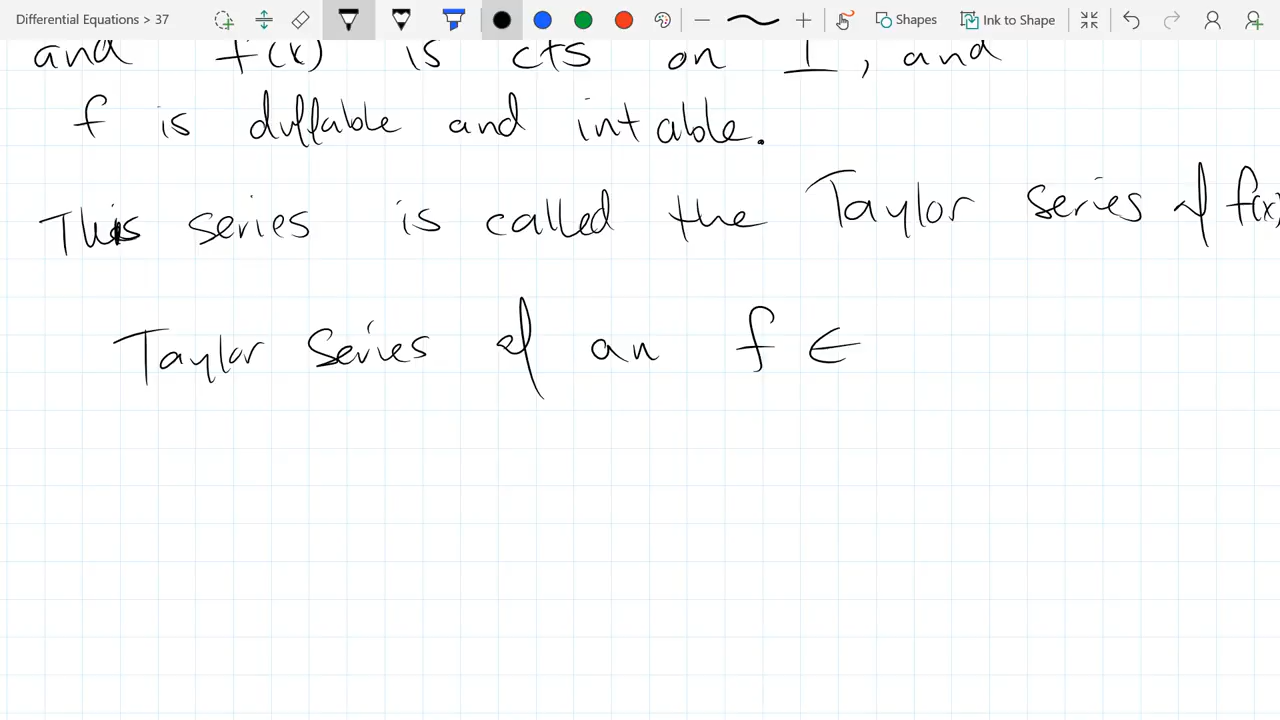 Differential Equations > 37
Shapes
Ink to Shape
and f(x) is cts on I, and
f is diffable and intable.
This series is called the Taylor series of f(x)
Taylor Series of an f ∈